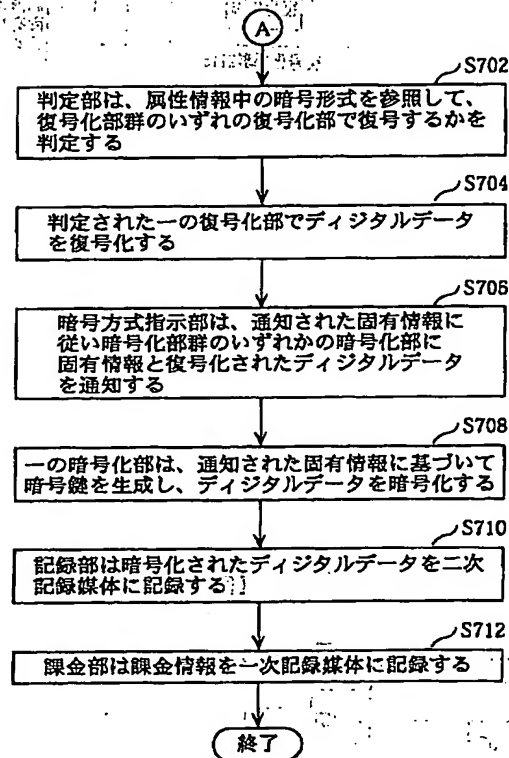 A
S702
判定部は、属性情報中の暗号形式を参照して、
復号化部群のいずれの復号化部で復号するかを
判定する
S704
判定された一の復号化部でディジタルデータ
を復号化する
S706
暗号方式指示部は、通知された固有情報に
従い暗号化部群のいずれかの暗号化部に
固有情報と復号化されたディジタルデータ
を通知する
S708
一の暗号化部は、通知された固有情報に基づいて
暗号鍵を生成し、ディジタルデータを暗号化する
S710
記録部は暗号化されたディジタルデータを二次
記録媒体に記録する
S712
課金部は課金情報を一次記録媒体に記録する
終了